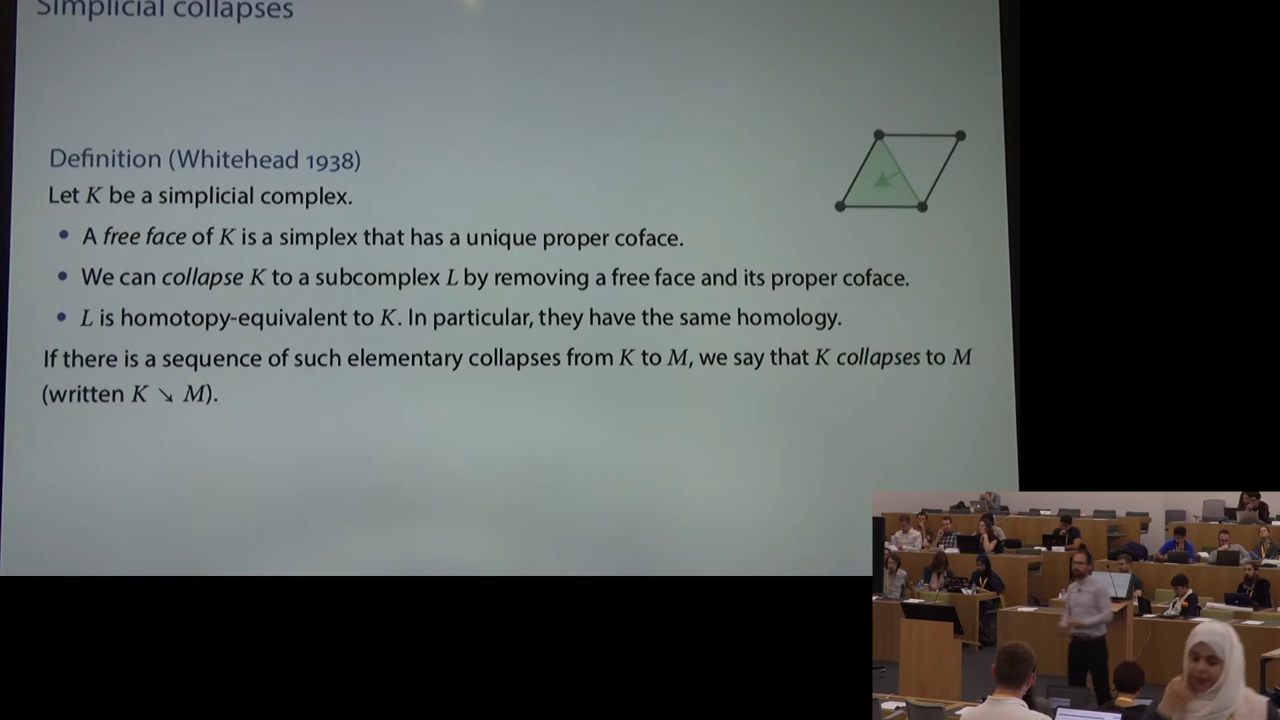 Simplicial collapses
Definition (Whitehead 1938)
Let K be a simplicial complex.
• A free face of K is a simplex that has a unique proper coface.
• We can collapse K to a subcomplex L by removing a free face and its proper coface.
• L is homotopy-equivalent to K. In particular, they have the same homology.
If there is a sequence of such elementary collapses from K to M, we say that K collapses to M
(written K ↘ M).